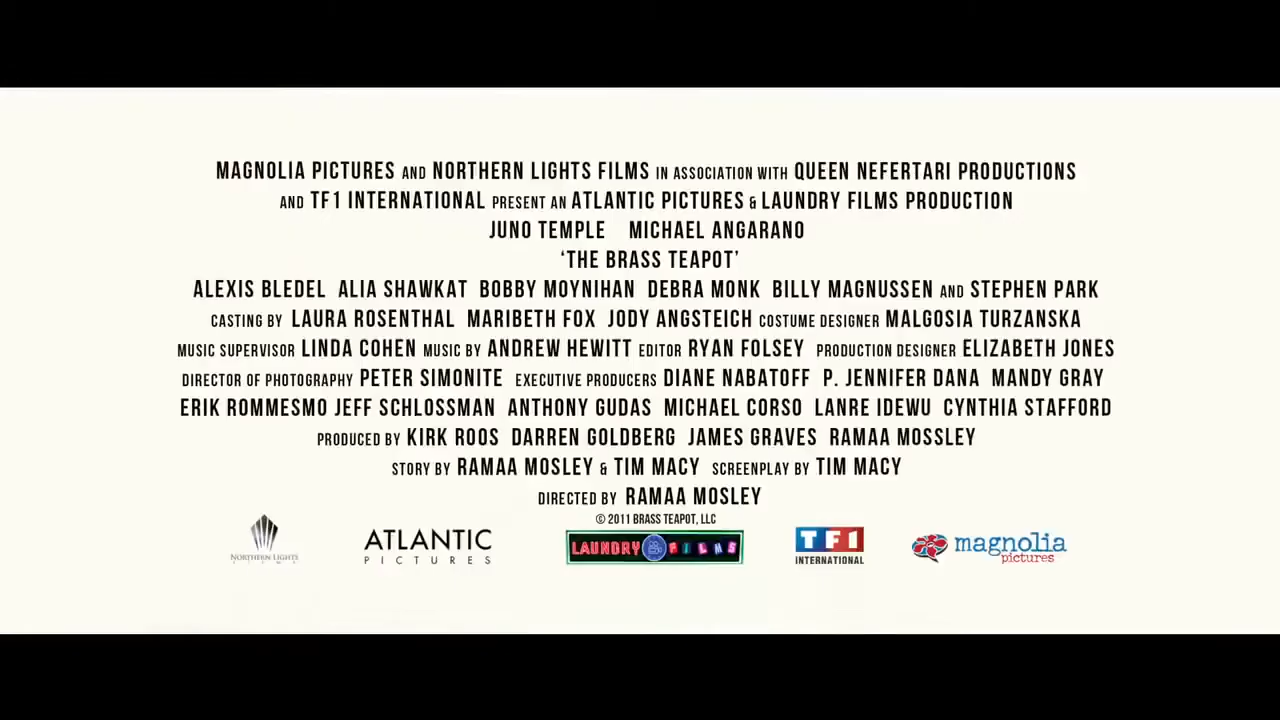 MAGNOLIA PICTURES AND NORTHERN LIGHTS FILMS IN ASSOCIATION WITH QUEEN NEFERTARI PRODUCTIONS
AND TF1 INTERNATIONAL PRESENT AN ATLANTIC PICTURES & LAUNDRY FILMS PRODUCTION
JUNO TEMPLE MICHAEL ANGARANO
‘THE BRASS TEAPOT’
ALEXIS BLEDEL ALIA SHAWKAT BOBBY MOYNIHAN DEBRA MONK BILLY MAGNUSSEN AND STEPHEN PARK
CASTING BY LAURA ROSENTHAL MARIBETH FOX JODY ANGSTEICH COSTUME DESIGNER MALGOSIA TURZANSKA
MUSIC SUPERVISOR LINDA COHEN MUSIC BY ANDREW HEWITT EDITOR RYAN FOLSEY PRODUCTION DESIGNER ELIZABETH JONES
DIRECTOR OF PHOTOGRAPHY PETER SIMONITE EXECUTIVE PRODUCERS DIANE NABATOFF P. JENNIFER DANA MANDY GRAY
ERIK ROMMESMO JEFF SCHLOSSMAN ANTHONY GUDAS MICHAEL CORSO LANRE IDEWU CYNTHIA STAFFORD
PRODUCED BY KIRK ROOS DARREN GOLDBERG JAMES GRAVES RAMAA MOSSLEY
STORY BY RAMAA MOSLEY & TIM MACY SCREENPLAY BY TIM MACY
DIRECTED BY RAMAA MOSLEY
© 2011 BRASS TEAPOT, LLC
NORTHERN LIGHTS
ATLANTIC
PICTURES
LAUNDRY FILMS
TF1
INTERNATIONAL
magnolia
pictures